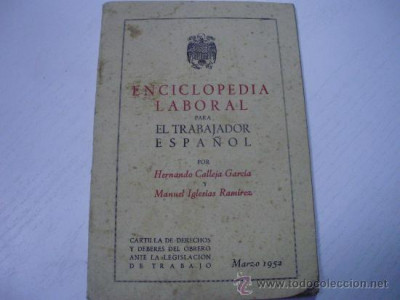 ENCICLOPEDIA
LABORAL
PARA
EL TRABAJADOR
ESPAÑOL
POR
Hernando Calleja García
Y
Manuel Iglesias Ramírez
CARTILLA DE DERECHOS
Y DEBERES DEL OBRERO
ANTE LA LEGISLACION
DE TRABAJO
Marzo 1952
todocoleccion.net